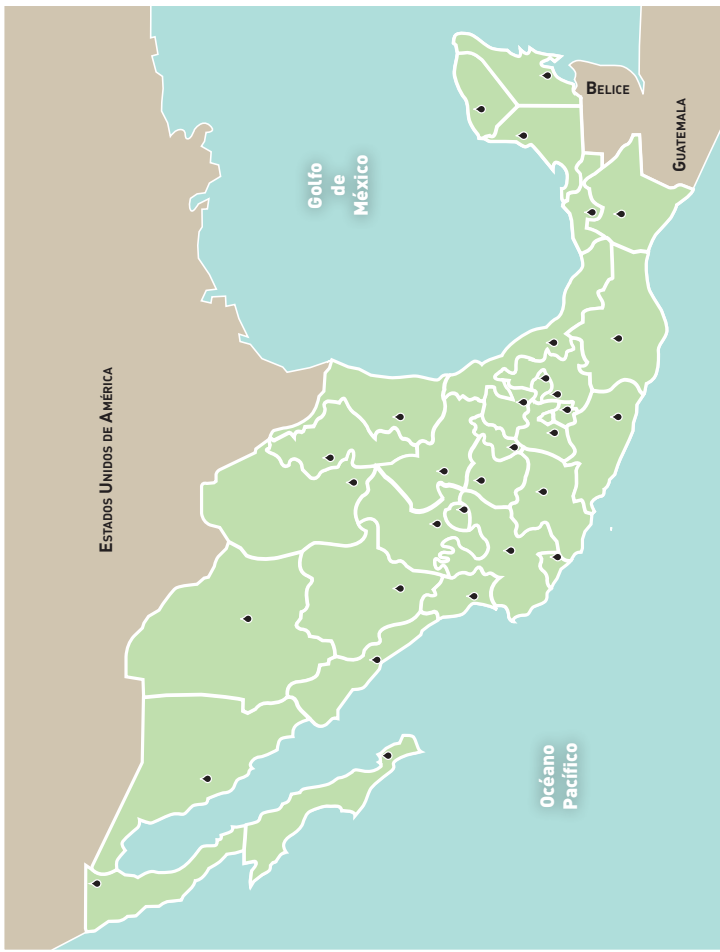 Estados Unidos de América
Golfo
de
México
Belice
Guatemala
Océano
Pacífico